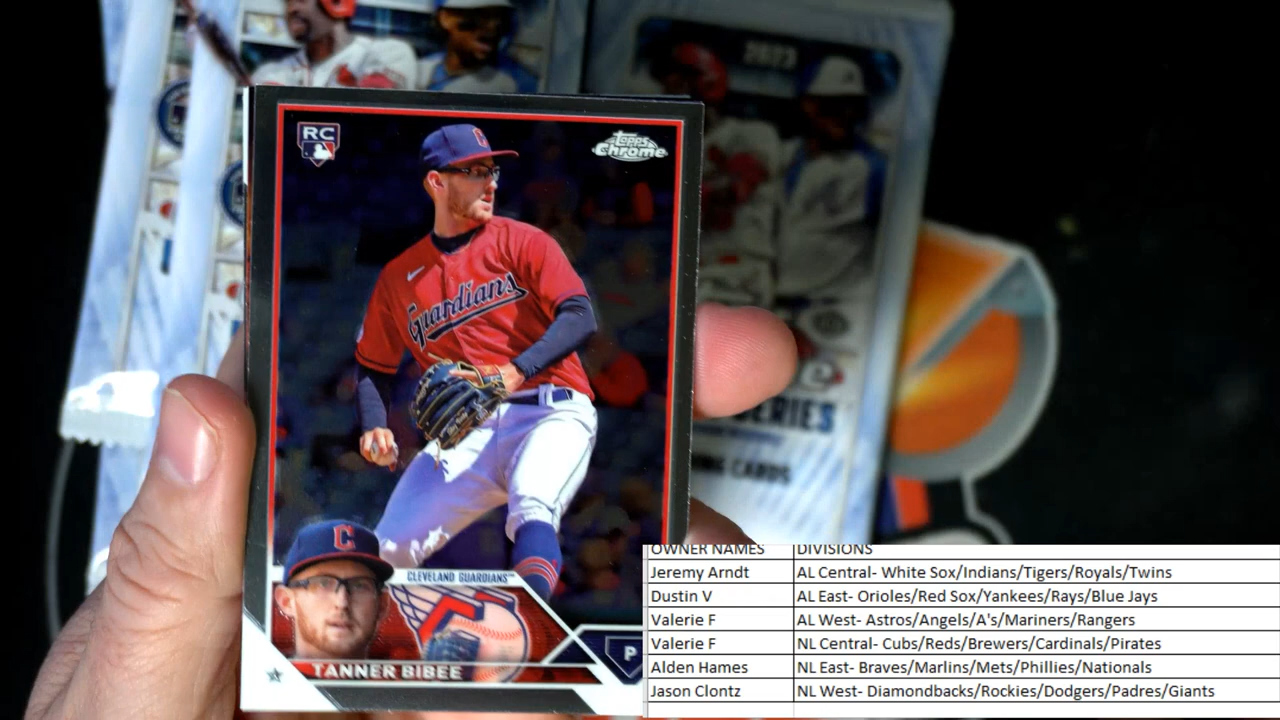 2023
RC
Topps
Chrome
Guardians
C
CLEVELAND GUARDIANS™
P
TANNER BIBEE
SERIES
CARDS
OWNER NAMES DIVISIONS
Jeremy Arndt AL Central- White Sox/Indians/Tigers/Royals/Twins
Dustin V AL East- Orioles/Red Sox/Yankees/Rays/Blue Jays
Valerie F AL West- Astros/Angels/A's/Mariners/Rangers
Valerie F NL Central- Cubs/Reds/Brewers/Cardinals/Pirates
Alden Hames NL East- Braves/Marlins/Mets/Phillies/Nationals
Jason Clontz NL West- Diamondbacks/Rockies/Dodgers/Padres/Giants